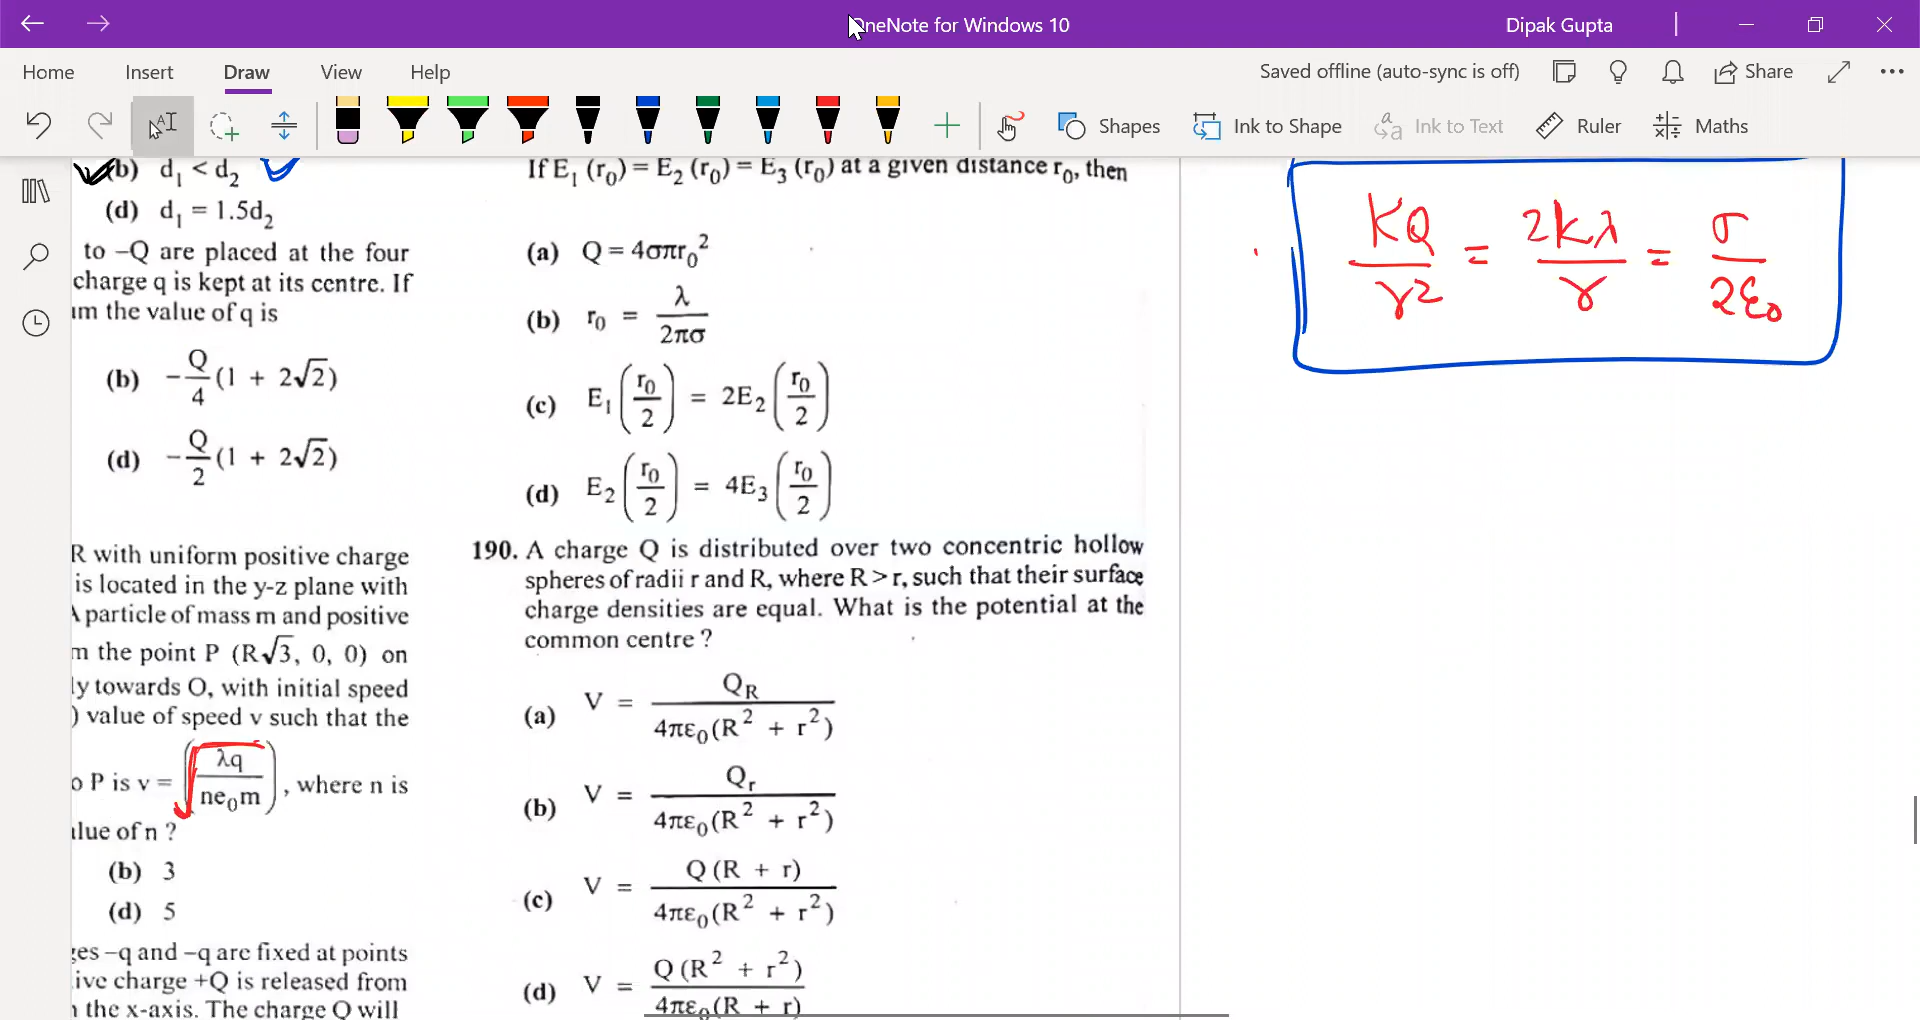 OneNote for Windows 10
Dipak Gupta
Home Insert Draw View Help
Saved offline (auto-sync is off)
Share
Shapes
Ink to Shape
Ink to Text
Ruler
Maths
(b) d₁ < d₂
(d) d₁ = 1.5d₂
to –Q are placed at the four
charge q is kept at its centre. If
the value of q is
(b) −Q/4 (1 + 2√2)
(d) −Q/2 (1 + 2√2)
R with uniform positive charge
is located in the y-z plane with
particle of mass m and positive
the point P (R√3, 0, 0) on
towards O, with initial speed
) value of speed v such that the
P is v = (√(λq/ne₀m)), where n is
of n ?
(b) 3
(d) 5
–q and –q are fixed at points
charge +Q is released from
the x-axis. The charge Q will
If E₁ (r₀) = E₂ (r₀) = E₃ (r₀) at a given distance r₀, then
(a) Q = 4σπr₀²
(b) r₀ = λ/2πσ
(c) E₁(r₀/2) = 2E₂(r₀/2)
(d) E₂(r₀/2) = 4E₃(r₀/2)
190. A charge Q is distributed over two concentric hollow
spheres of radii r and R, where R > r, such that their surface
charge densities are equal. What is the potential at the
common centre ?
(a) V = Q_R/4πε₀(R² + r²)
(b) V = Q_r/4πε₀(R² + r²)
(c) V = Q (R + r)/4πε₀(R² + r²)
(d) V = Q (R² + r²)/4πε₀(R + r)
KQ/r² = 2Kλ/r = σ/2ε₀